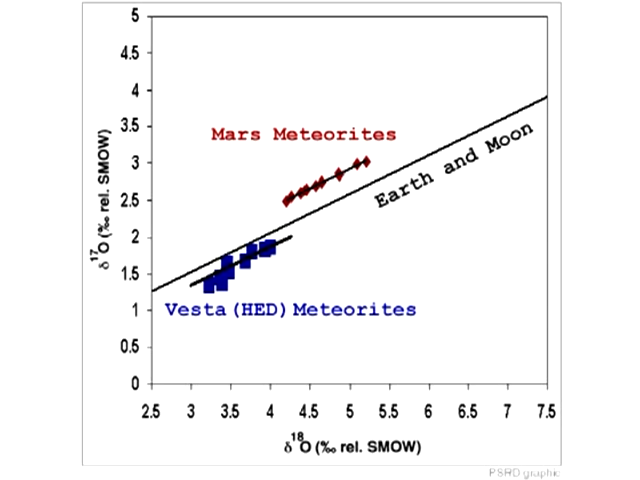 5
4.5
4
3.5
3
2.5
2
1.5
1
0.5
0
δ17O (‰ rel. SMOW)
Mars Meteorites
Earth and Moon
Vesta (HED) Meteorites
2.5 3 3.5 4 4.5 5 5.5 6 6.5 7 7.5
δ18O (‰ rel. SMOW)
PSRD graphic